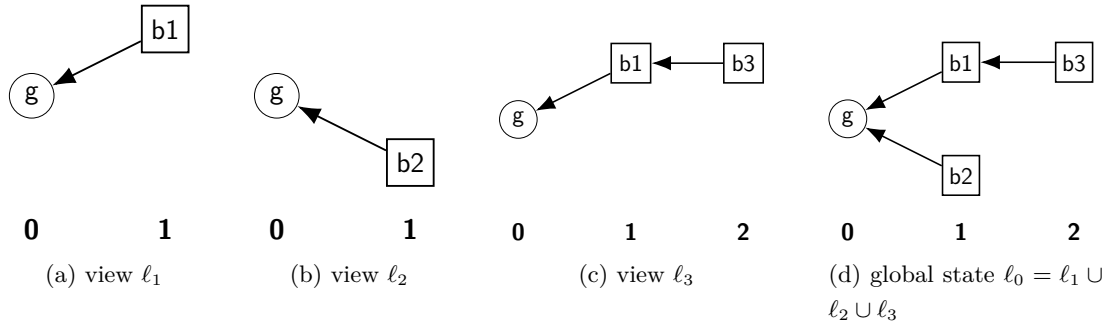 b1
g
0 1
(a) view ℓ₁
g
b2
0 1
(b) view ℓ₂
b1 b3
g
0 1 2
(c) view ℓ₃
b1 b3
g
b2
0 1 2
(d) global state ℓ₀ = ℓ₁ ∪
ℓ₂ ∪ ℓ₃